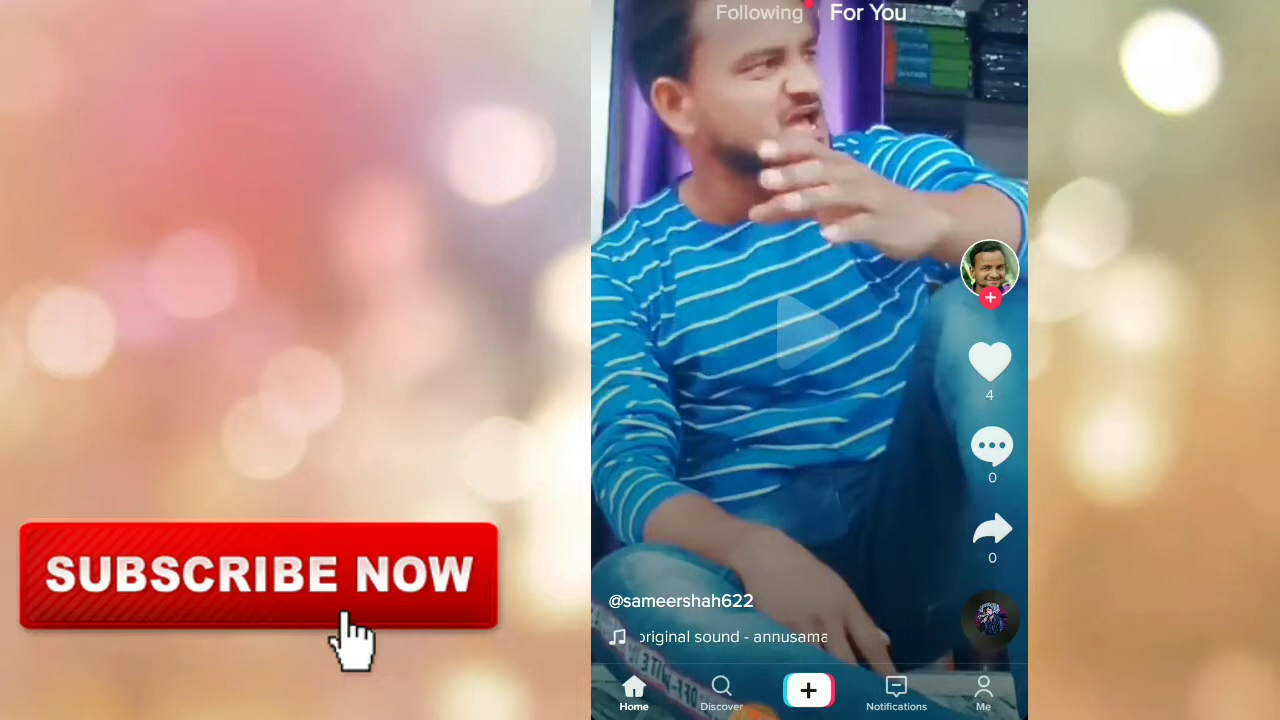 Following
For You
SUBSCRIBE NOW
4
0
0
@sameershah622
original sound - annusama
Home
Discover
Notifications
Me